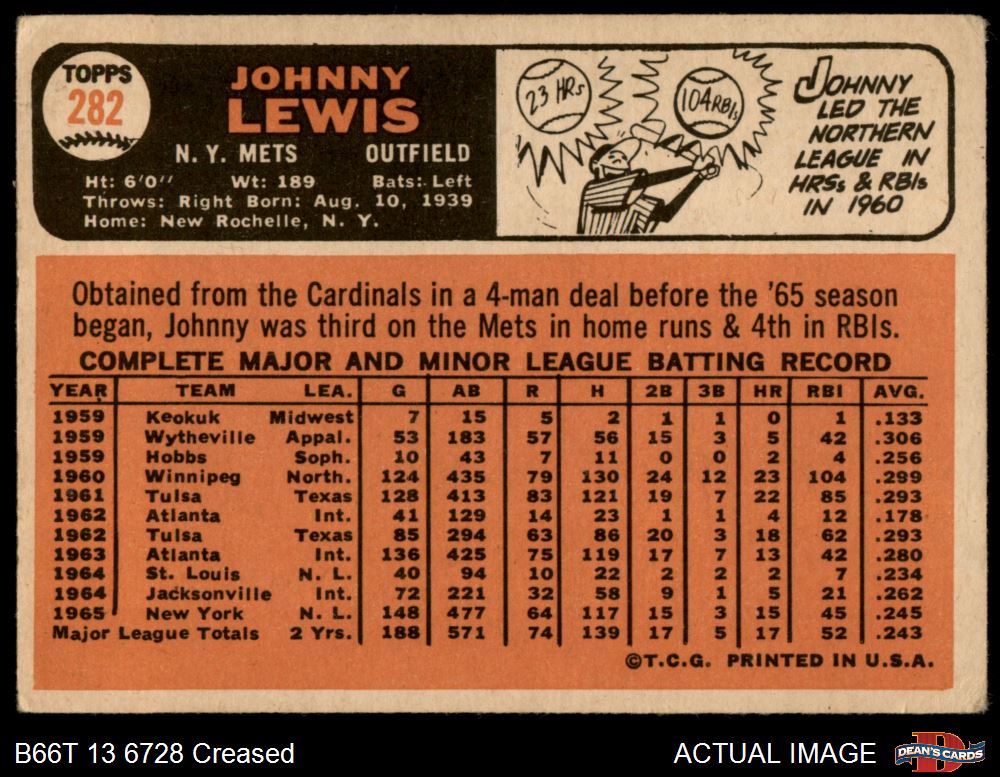 TOPPS
282
JOHNNY
LEWIS
N. Y. METS OUTFIELD
Ht: 6'0" Wt: 189 Bats: Left
Throws: Right Born: Aug. 10, 1939
Home: New Rochelle, N. Y.
23 HRs
104 RBIs
JOHNNY
LED THE
NORTHERN
LEAGUE IN
HRSs & RBIs
IN 1960
Obtained from the Cardinals in a 4-man deal before the '65 season
began, Johnny was third on the Mets in home runs & 4th in RBIs.
COMPLETE MAJOR AND MINOR LEAGUE BATTING RECORD
YEAR TEAM LEA. G AB R H 2B 3B HR RBI AVG.
1959 Keokuk Midwest 7 15 5 2 1 1 0 1 .133
1959 Wytheville Appal. 53 183 57 56 15 3 5 42 .306
1959 Hobbs Soph. 10 43 7 11 0 0 2 4 .256
1960 Winnipeg North. 124 435 79 130 24 12 23 104 .299
1961 Tulsa Texas 128 413 83 121 19 7 22 85 .293
1962 Atlanta Int. 41 129 14 23 1 1 4 12 .178
1962 Tulsa Texas 85 294 63 86 20 3 18 62 .293
1963 Atlanta Int. 136 425 75 119 17 7 13 42 .280
1964 St. Louis N. L. 40 94 10 22 2 2 2 7 .234
1964 Jacksonville Int. 72 221 32 58 9 1 5 21 .262
1965 New York N. L. 148 477 64 117 15 3 15 45 .245
Major League Totals 2 Yrs. 188 571 74 139 17 5 17 52 .243
©T.C.G. PRINTED IN U.S.A.
B66T 13 6728 Creased
ACTUAL IMAGE
DEAN'S CARDS